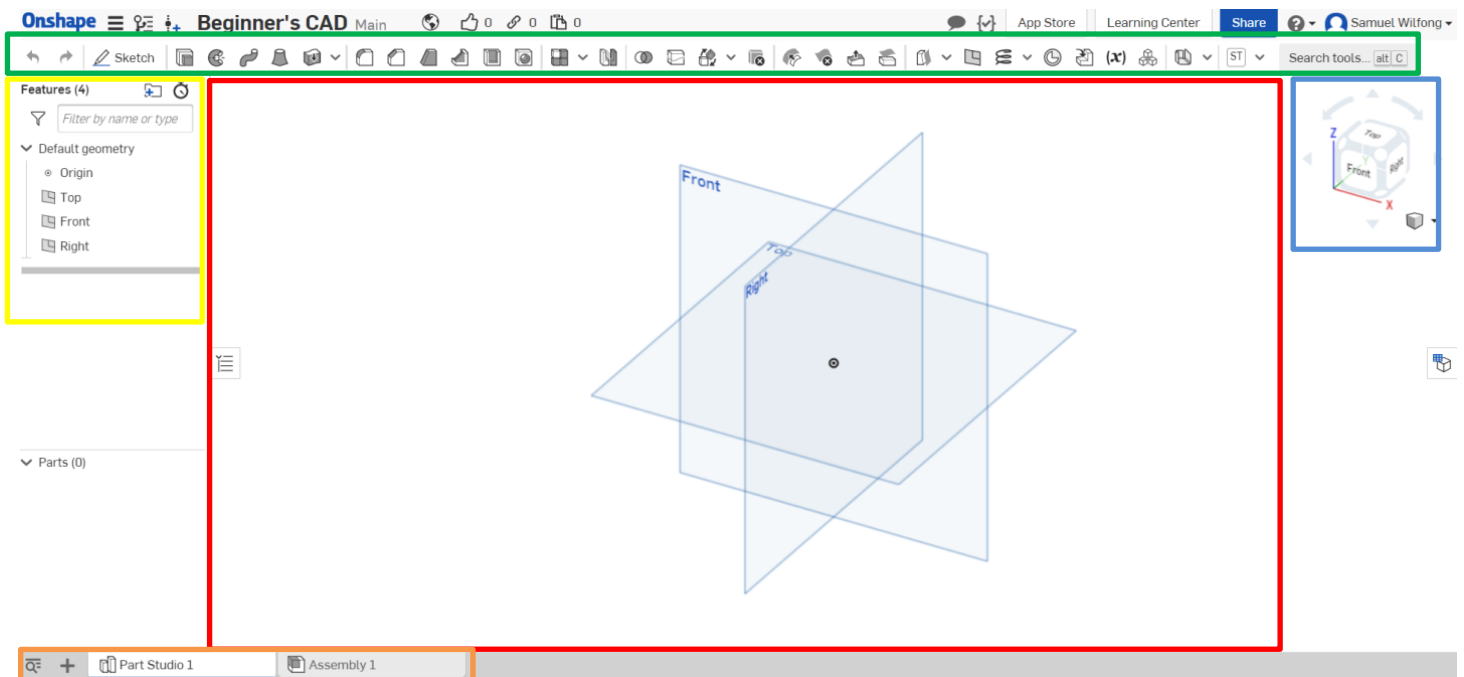 Onshape Beginner's CAD Main 0 0 0 App Store Learning Center Share Samuel Wilfong
Sketch (x) ST Search tools... alt C
Features (4)
Filter by name or type
Default geometry
Origin
Top
Front
Right
Parts (0)
Front
Top
Right
Z
Top
Y
Front
Right
X
Part Studio 1 Assembly 1